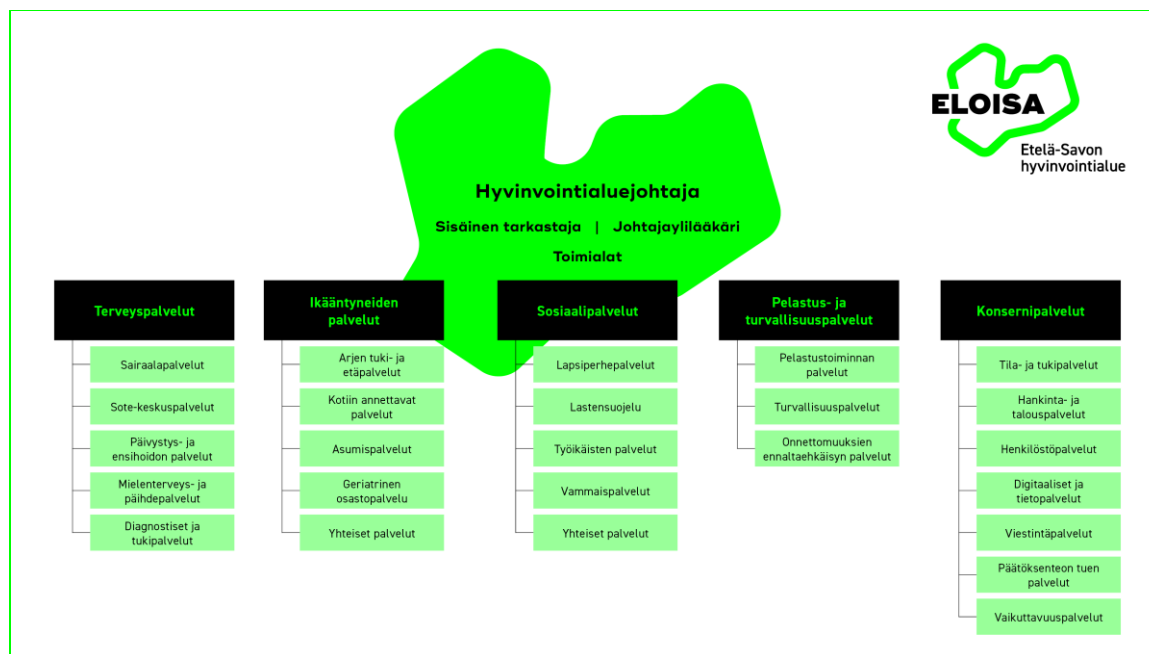 ELOISA
Etelä-Savon
hyvinvointialue
Hyvinvointialuejohtaja
Sisäinen tarkastaja | Johtajaylilääkäri
Toimialat
Terveyspalvelut
Sairaalapalvelut
Sote-keskuspalvelut
Päivystys- ja
ensihoidon palvelut
Mielenterveys- ja
päihdepalvelut
Diagnostiset ja
tukipalvelut
Ikääntyneiden
palvelut
Arjen tuki- ja
etäpalvelut
Kotiin annettavat
palvelut
Asumispalvelut
Geriatrinen
osastopalvelu
Yhteiset palvelut
Sosiaalipalvelut
Lapsiperhepalvelut
Lastensuojelu
Työikäisten palvelut
Vammaispalvelut
Yhteiset palvelut
Pelastus- ja
turvallisuuspalvelut
Pelastustoiminnan
palvelut
Turvallisuuspalvelut
Onnettomuuksien
ennaltaehkäisyn palvelut
Konsernipalvelut
Tila- ja tukipalvelut
Hankinta- ja
talouspalvelut
Henkilöstöpalvelut
Digitaaliset ja
tietopalvelut
Viestintäpalvelut
Päätöksenteon tuen
palvelut
Vaikuttavuuspalvelut